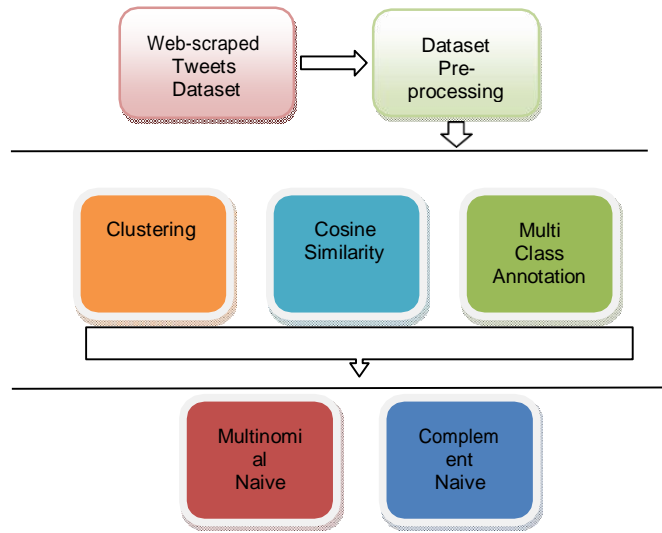 Web-scraped
Tweets
Dataset
Dataset
Pre-
processing
Clustering
Cosine
Similarity
Multi
Class
Annotation
Multinomi
al
Naive
Complem
ent
Naive